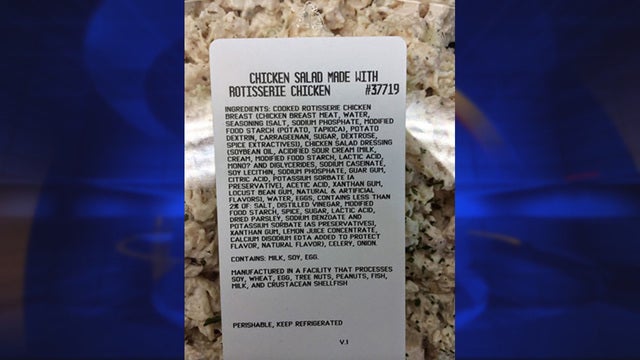 CHICKEN SALAD MADE WITH
ROTISSERIE CHICKEN #37719
INGREDIENTS: COOKED ROTISSERIE CHICKEN
BREAST (CHICKEN BREAST MEAT, WATER,
SEASONING [SALT, SODIUM PHOSPHATE, MODIFIED
FOOD STARCH (POTATO, TAPIOCA), POTATO
DEXTRIN, CARRAGEENAN, SUGAR, DEXTROSE,
SPICE EXTRACTIVES]), CHICKEN SALAD DRESSING
(SOYBEAN OIL, ACIDIFIED SOUR CREAM [MILK,
CREAM, MODIFIED FOOD STARCH, LACTIC ACID,
MONO? AND DIGLYCERIDES, SODIUM CASEINATE,
SOY LECITHIN, SODIUM PHOSPHATE, GUAR GUM,
CITRIC ACID, POTASSIUM SORBATE (A
PRESERVATIVE), ACETIC ACID, XANTHAN GUM,
LOCUST BEAN GUM, NATURAL & ARTIFICIAL
FLAVORS], WATER, EGGS, CONTAINS LESS THAN
2% OF: SALT, DISTILLED VINEGAR, MODIFIED
FOOD STARCH, SPICE, SUGAR, LACTIC ACID,
DRIED PARSLEY, SODIUM BENZOATE AND
POTASSIUM SORBATE (AS PRESERVATIVES),
XANTHAN GUM, LEMON JUICE CONCENTRATE,
CALCIUM DISODIUM EDTA ADDED TO PROTECT
FLAVOR, NATURAL FLAVOR), CELERY, ONION.
CONTAINS: MILK, SOY, EGG.
MANUFACTURED IN A FACILITY THAT PROCESSES
SOY, WHEAT, EGG, TREE NUTS, PEANUTS, FISH,
MILK, AND CRUSTACEAN SHELLFISH
PERISHABLE, KEEP REFRIGERATED
V.1